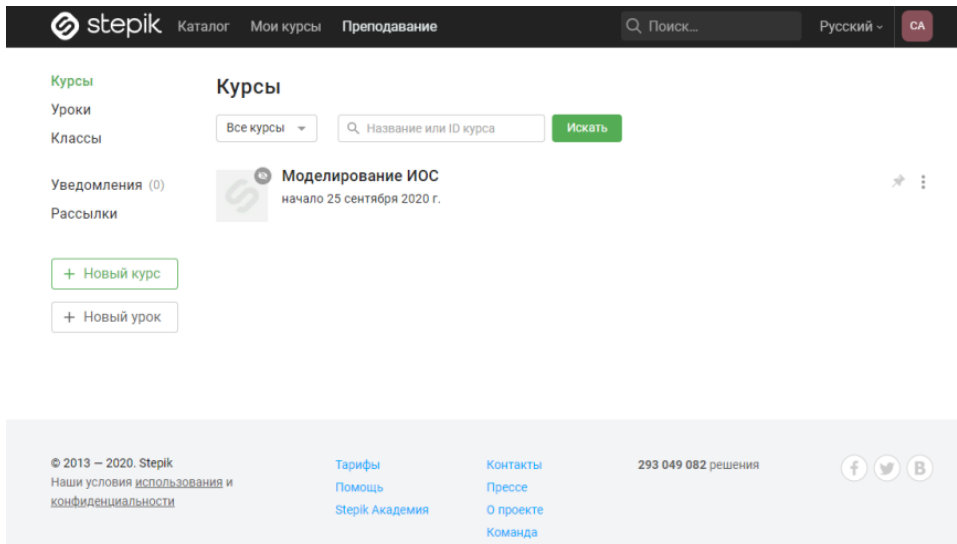 stepik Каталог Мои курсы Преподавание Поиск... Русский СА
Курсы
Уроки
Классы
Уведомления (0)
Рассылки
+ Новый курс
+ Новый урок
Курсы
Все курсы Название или ID курса Искать
Моделирование ИОС
начало 25 сентября 2020 г.
© 2013 — 2020. Stepik
Наши условия использования и
конфиденциальности
Тарифы
Помощь
Stepik Академия
Контакты
Прессе
О проекте
Команда
293 049 082 решения